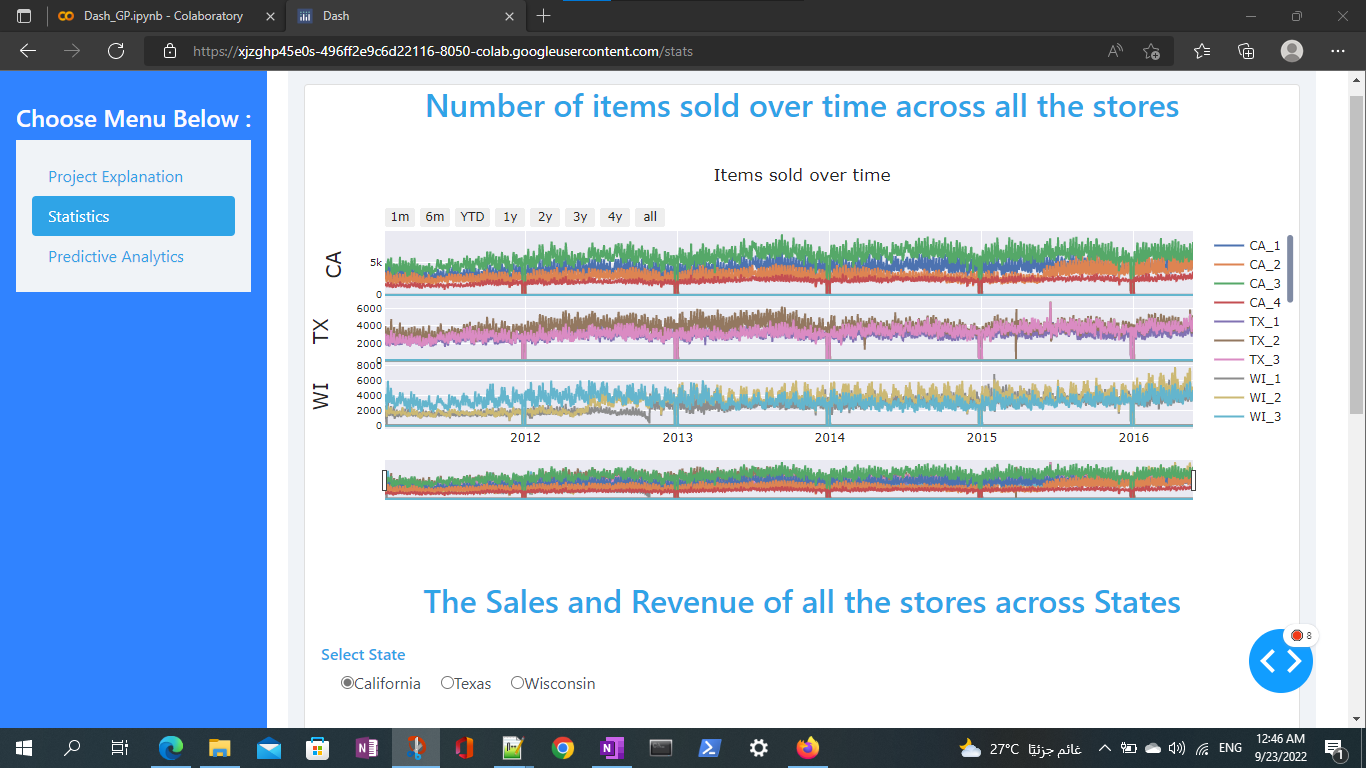 Dash_GP.ipynb - Colaboratory
Dash
https://xjzghp45e0s-496ff2e9c6d22116-8050-colab.googleusercontent.com/stats
Choose Menu Below :
Project Explanation
Statistics
Predictive Analytics
Number of items sold over time across all the stores
Items sold over time
1m 6m YTD 1y 2y 3y 4y all
CA
5k
0
TX
6000
4000
2000
0
WI
8000
6000
4000
2000
0
2012 2013 2014 2015 2016
CA_1
CA_2
CA_3
CA_4
TX_1
TX_2
TX_3
WI_1
WI_2
WI_3
The Sales and Revenue of all the stores across States
Select State
California Texas Wisconsin
8
27°C غائم جزئيًا
ENG
12:46 AM
9/23/2022
1